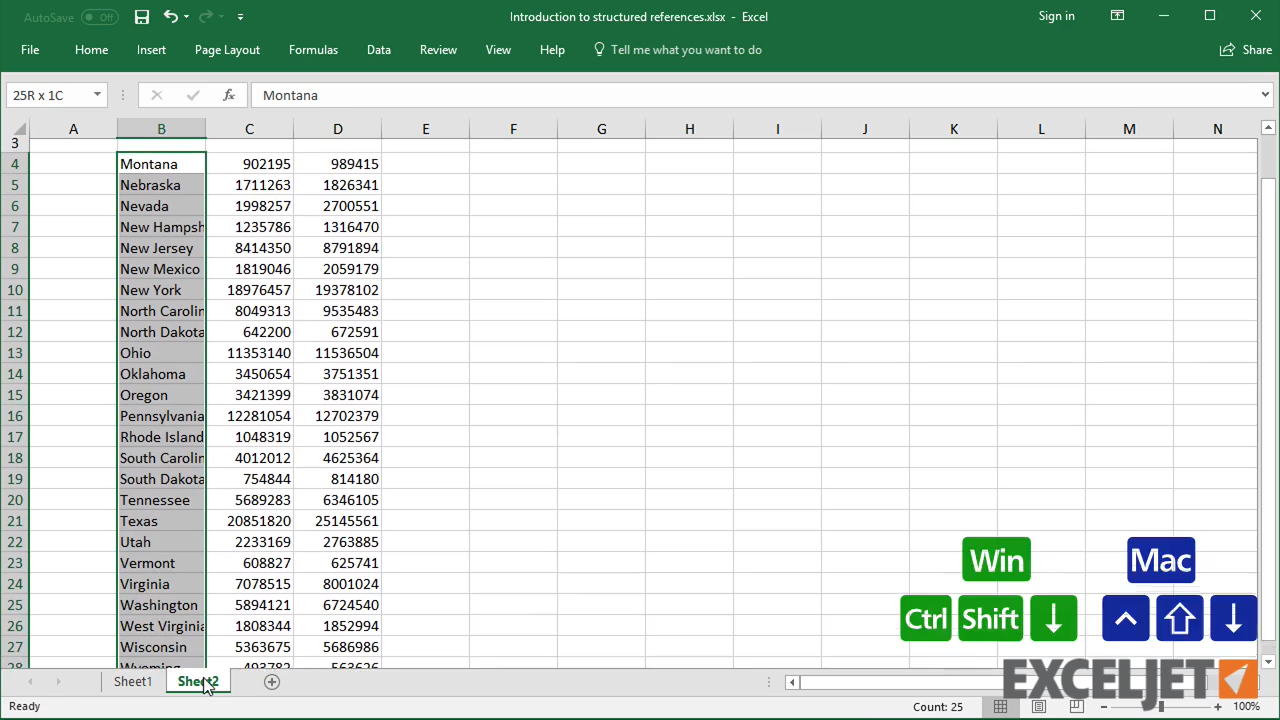 AutoSave Off
Introduction to structured references.xlsx - Excel
Sign in
File Home Insert Page Layout Formulas Data Review View Help Tell me what you want to do Share
25R x 1C fx Montana
A B C D E F G H I J K L M N
3
4 Montana 902195 989415
5 Nebraska 1711263 1826341
6 Nevada 1998257 2700551
7 New Hampsh 1235786 1316470
8 New Jersey 8414350 8791894
9 New Mexico 1819046 2059179
10 New York 18976457 19378102
11 North Carolin 8049313 9535483
12 North Dakota 642200 672591
13 Ohio 11353140 11536504
14 Oklahoma 3450654 3751351
15 Oregon 3421399 3831074
16 Pennsylvania 12281054 12702379
17 Rhode Island 1048319 1052567
18 South Carolin 4012012 4625364
19 South Dakota 754844 814180
20 Tennessee 5689283 6346105
21 Texas 20851820 25145561
22 Utah 2233169 2763885
23 Vermont 608827 625741
24 Virginia 7078515 8001024
25 Washington 5894121 6724540
26 West Virginia 1808344 1852994
27 Wisconsin 5363675 5686986
28 Wyoming 493782 563626
Win Mac
Ctrl Shift ↓ ^ ⇧ ↓
EXCELJET
Sheet1 Sheet2
Ready Count: 25 100%